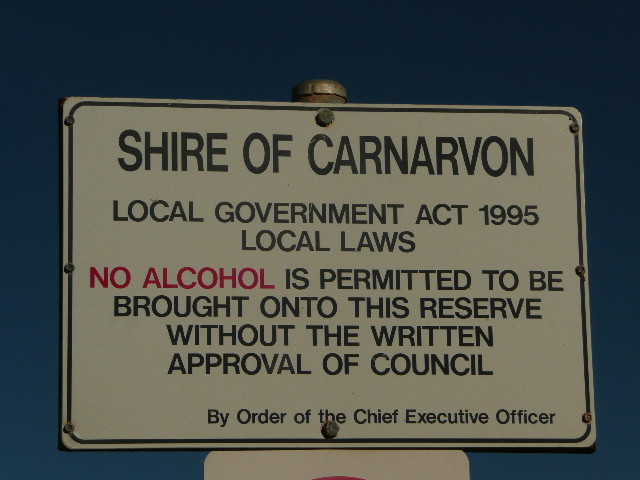 SHIRE OF CARNARVON
LOCAL GOVERNMENT ACT 1995
LOCAL LAWS
NO ALCOHOL IS PERMITTED TO BE
BROUGHT ONTO THIS RESERVE
WITHOUT THE WRITTEN
APPROVAL OF COUNCIL
By Order of the Chief Executive Officer